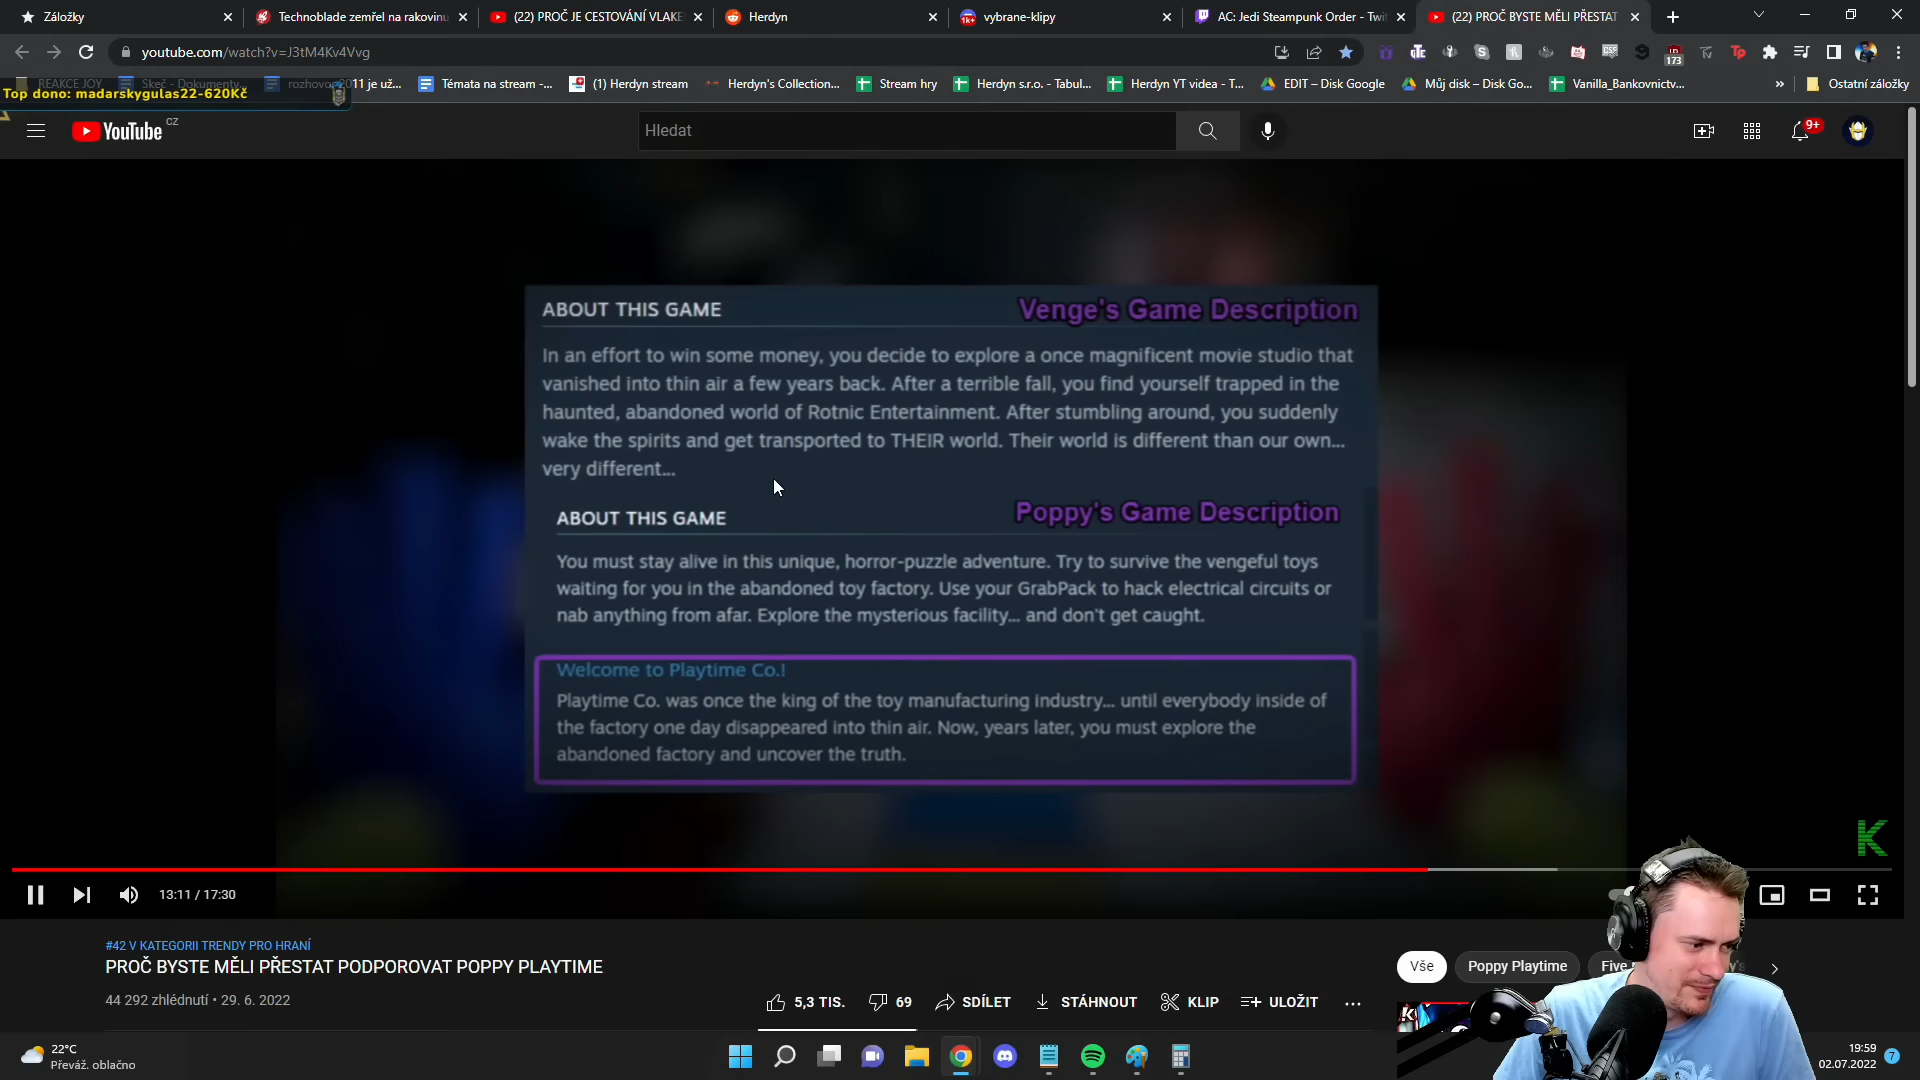 Záložky
Technoblade zemřel na rakovinu
(22) PROČ JE CESTOVÁNÍ VLAKE
Herdyn
vybrane-klipy
AC: Jedi Steampunk Order - Twi
(22) PROČ BYSTE MĚLI PŘESTAT
youtube.com/watch?v=J3tM4Kv4Vvg
173
REAKCE JOY
Skeč - Dokumenty
rozhovor2011 je už...
Témata na stream -...
(1) Herdyn stream
Herdyn's Collection...
Stream hry
Herdyn s.r.o. - Tabul...
Herdyn YT videa - T...
EDIT – Disk Google
Můj disk – Disk Go...
Vanilla_Bankovnictv...
»
Ostatní záložky
Top dono: madarskygulas22-620Kč
YouTube CZ
Hledat
9+
ABOUT THIS GAME
Venge's Game Description
In an effort to win some money, you decide to explore a once magnificent movie studio that
vanished into thin air a few years back. After a terrible fall, you find yourself trapped in the
haunted, abandoned world of Rotnic Entertainment. After stumbling around, you suddenly
wake the spirits and get transported to THEIR world. Their world is different than our own...
very different...
ABOUT THIS GAME
Poppy's Game Description
You must stay alive in this unique, horror-puzzle adventure. Try to survive the vengeful toys
waiting for you in the abandoned toy factory. Use your GrabPack to hack electrical circuits or
nab anything from afar. Explore the mysterious facility... and don't get caught.
Welcome to Playtime Co.!
Playtime Co. was once the king of the toy manufacturing industry... until everybody inside of
the factory one day disappeared into thin air. Now, years later, you must explore the
abandoned factory and uncover the truth.
K
13:11 / 17:30
#42 V KATEGORII TRENDY PRO HRANÍ
PROČ BYSTE MĚLI PŘESTAT PODPOROVAT POPPY PLAYTIME
44 292 zhlédnutí • 29. 6. 2022
5,3 TIS.
69
SDÍLET
STÁHNOUT
KLIP
ULOŽIT
Vše
Poppy Playtime
Five
22°C
Převáž. oblačno
19:59
02.07.2022
7